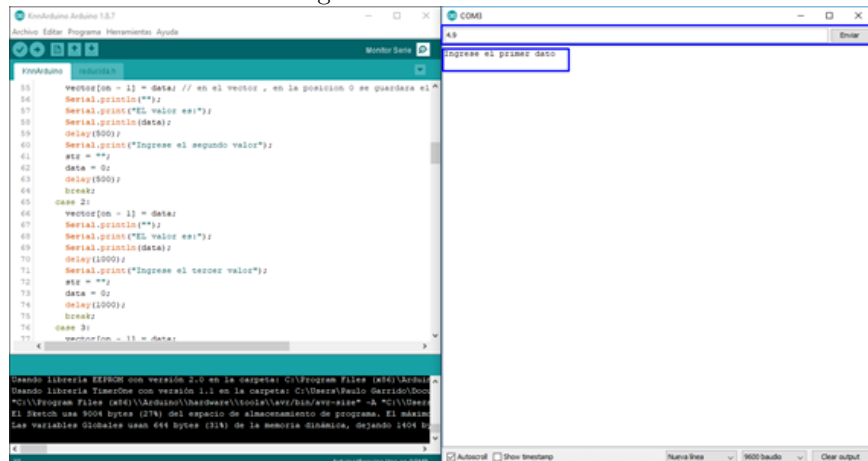 KnnArduino Arduino 1.8.7
Archivo Editar Programa Herramientas Ayuda
Monitor Serie
KnnArduino reducida.h
55 vector[on - 1] = data; // en el vector , en la posicion 0 se guardara el
56 Serial.println("");
57 Serial.print("EL valor es:");
58 Serial.println(data);
59 delay(500);
60 Serial.print("Ingrese el segundo valor");
61 str = "";
62 data = 0;
63 delay(500);
64 break;
65 case 2:
66 vector[on - 1] = data;
67 Serial.println("");
68 Serial.print("EL valor es:");
69 Serial.println(data);
70 delay(1000);
71 Serial.print("Ingrese el tercer valor");
72 str = "";
73 data = 0;
74 delay(1000);
75 break;
76 case 3:
77 vector[on - 1] = data;
Usando librería EEPROM con versión 2.0 en la carpeta: C:\Program Files (x86)\Arduin
Usando librería TimerOne con versión 1.1 en la carpeta: C:\Users\Paulo Garrido\Docu
"C:\\Program Files (x86)\\Arduino\\hardware\\tools\\avr/bin/avr-size" -A "C:\\Users
El Sketch usa 9004 bytes (27%) del espacio de almacenamiento de programa. El máximo
Las variables Globales usan 644 bytes (31%) de la memoria dinámica, dejando 1404 by
COM3
4.9
Enviar
Ingrese el primer dato
Autoscroll Show timestamp Nueva línea 9600 baudio Clear output